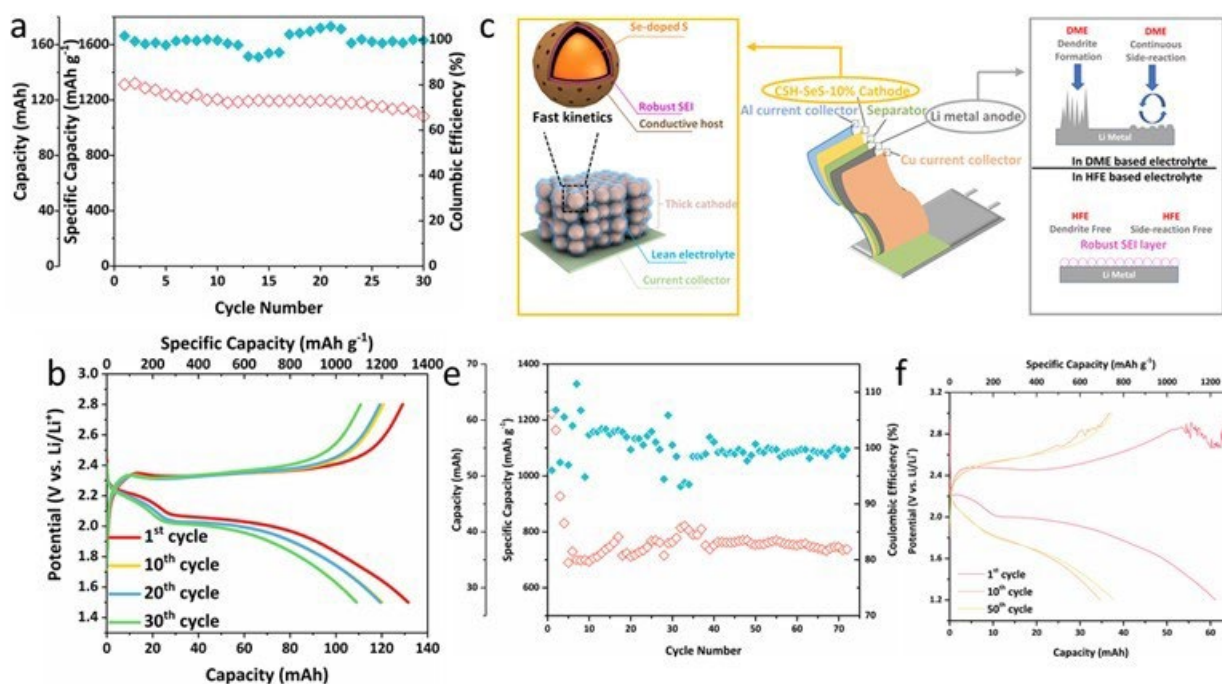 a
Capacity (mAh)
160
120
80
40
0
Specific Capacity (mAh g⁻¹)
1600
1200
800
400
0
Columbic Efficiency (%)
100
80
60
40
20
0
0 5 10 15 20 25 30
Cycle Number
c
Se-doped S
Robust SEI
Conductive host
Fast kinetics
Thick cathode
Lean electrolyte
Current collector
CSH-SeS-10% Cathode
Al current collector
Separator
Li metal anode
Cu current collector
DME
Dendrite
Formation
DME
Continuous
Side-reaction
Li Metal
In DME based electrolyte
In HFE based electrolyte
HFE
Dendrite Free
HFE
Side-reaction Free
Robust SEI layer
Li Metal
b
Specific Capacity (mAh g⁻¹)
0 200 400 600 800 1000 1200 1400
Potential (V vs. Li/Li⁺)
3.0
2.8
2.6
2.4
2.2
2.0
1.8
1.6
1.4
1ˢᵗ cycle
10ᵗʰ cycle
20ᵗʰ cycle
30ᵗʰ cycle
0 20 40 60 80 100 120 140
Capacity (mAh)
e
Capacity (mAh)
70
65
60
55
50
45
40
35
30
25
Specific Capacity (mAh g⁻¹)
1400
1300
1200
1100
1000
900
800
700
600
500
Coulombic Efficiency (%)
110
100
90
80
70
0 10 20 30 40 50 60 70
Cycle Number
f
Specific Capacity (mAh g⁻¹)
0 200 400 600 800 1000 1200
Potential (V vs. Li/Li⁺)
3.2
2.8
2.4
2.0
1.6
1.2
1ˢᵗ cycle
10ᵗʰ cycle
50ᵗʰ cycle
0 10 20 30 40 50 60
Capacity (mAh)